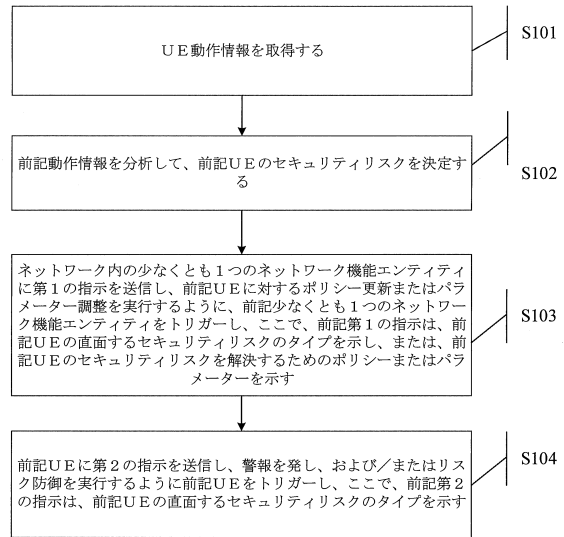 ＵＥ動作情報を取得する
S101
前記動作情報を分析して、前記ＵＥのセキュリティリスクを決定す
る
S102
ネットワーク内の少なくとも１つのネットワーク機能エンティティ
に第１の指示を送信し、前記ＵＥに対するポリシー更新またはパラ
メーター調整を実行するように、前記少なくとも１つのネットワー
ク機能エンティティをトリガーし、ここで、前記第１の指示は、前
記ＵＥの直面するセキュリティリスクのタイプを示し、または、前
記ＵＥのセキュリティリスクを解決するためのポリシーまたはパラ
メーターを示す
S103
前記ＵＥに第２の指示を送信し、警報を発し、および／またはリス
ク防御を実行するように前記ＵＥをトリガーし、ここで、前記第２
の指示は、前記ＵＥの直面するセキュリティリスクのタイプを示す
S104